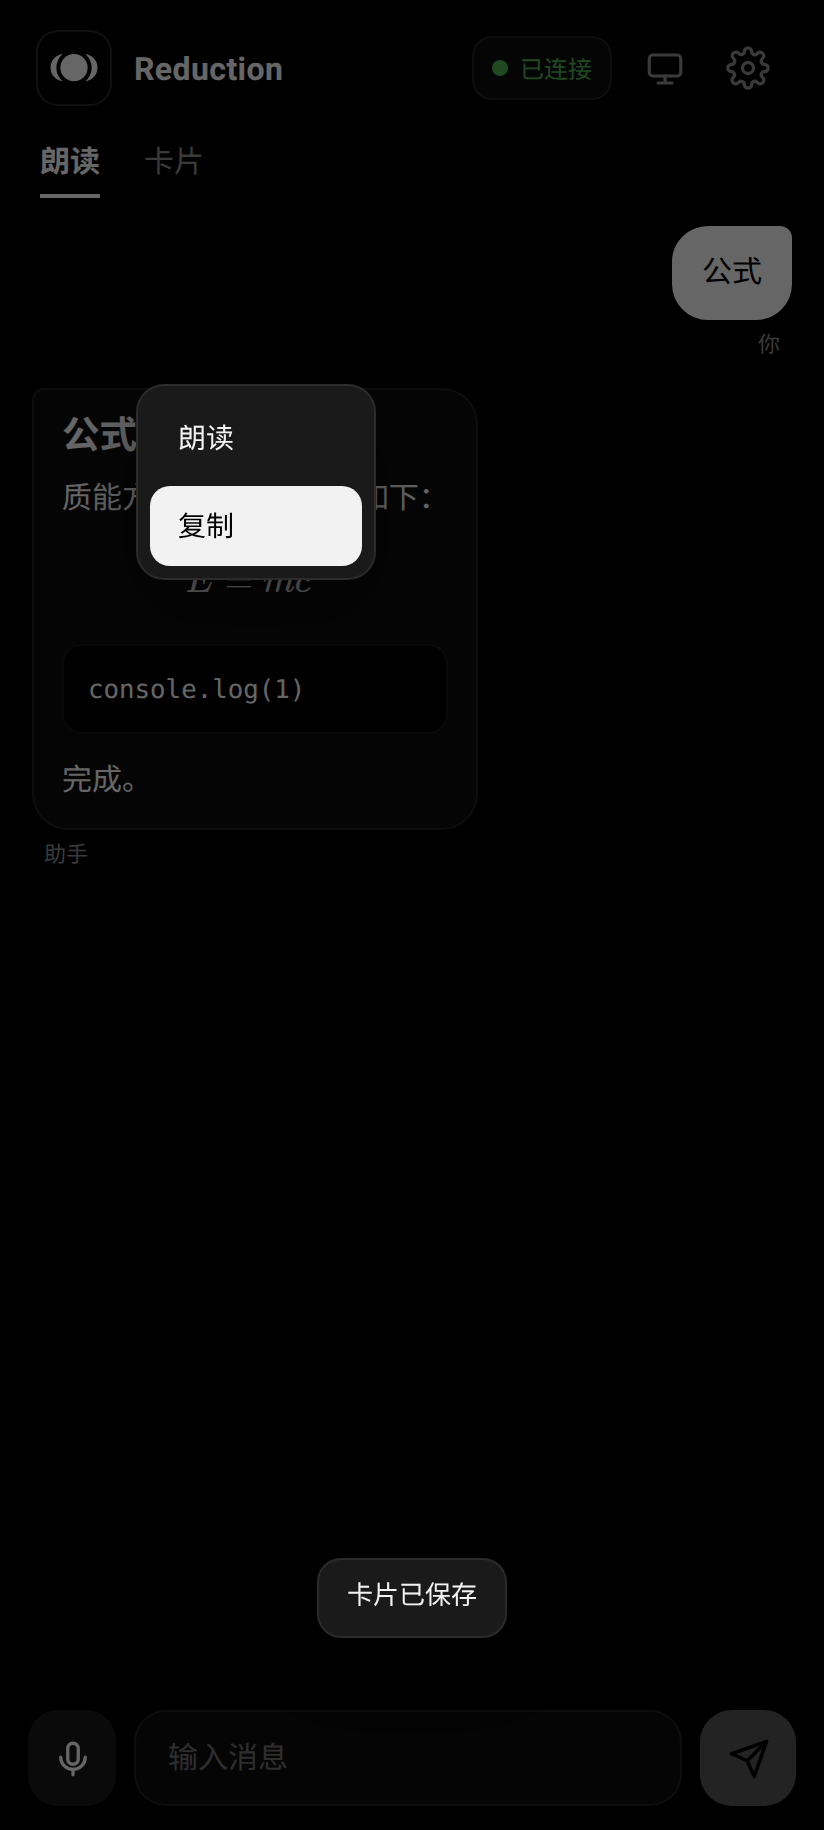 Reduction
已连接
朗读
卡片
公式
你
公式
朗读
质能
如下：
复制
E = mc
console.log(1)
完成。
助手
卡片已保存
输入消息